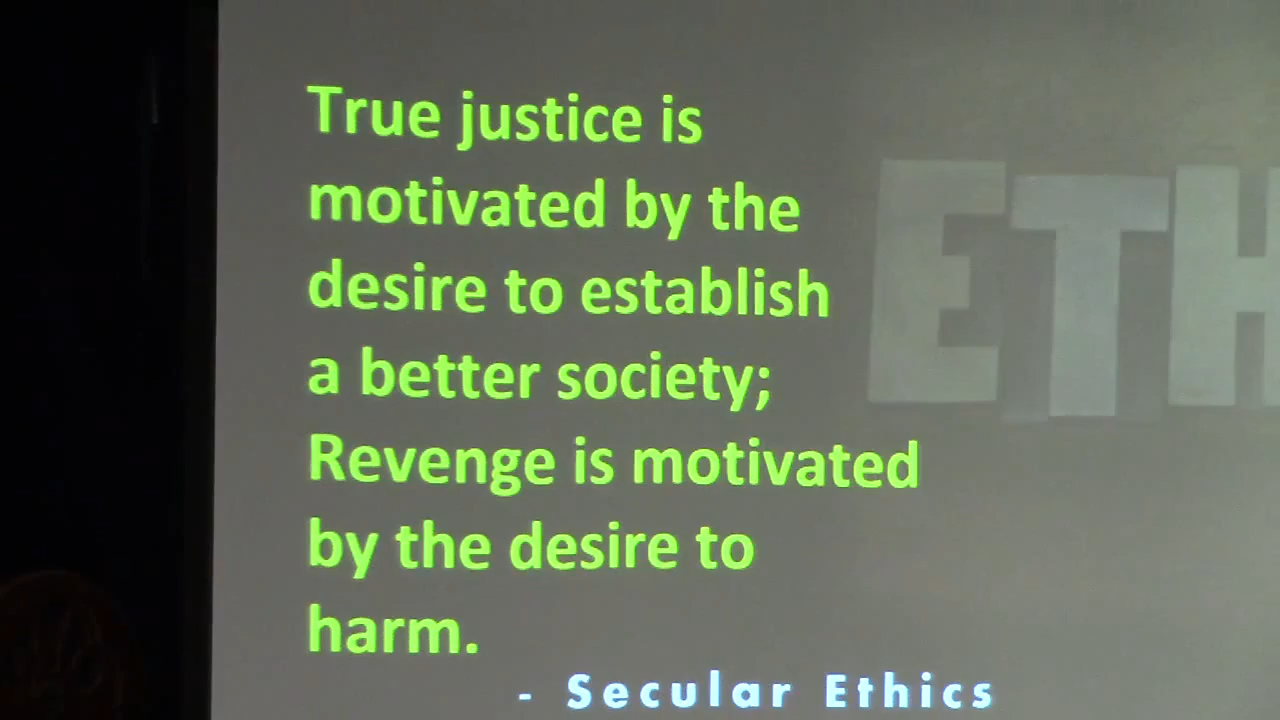 True justice is
motivated by the
desire to establish
a better society;
Revenge is motivated
by the desire to
harm.
- Secular Ethics
ETH